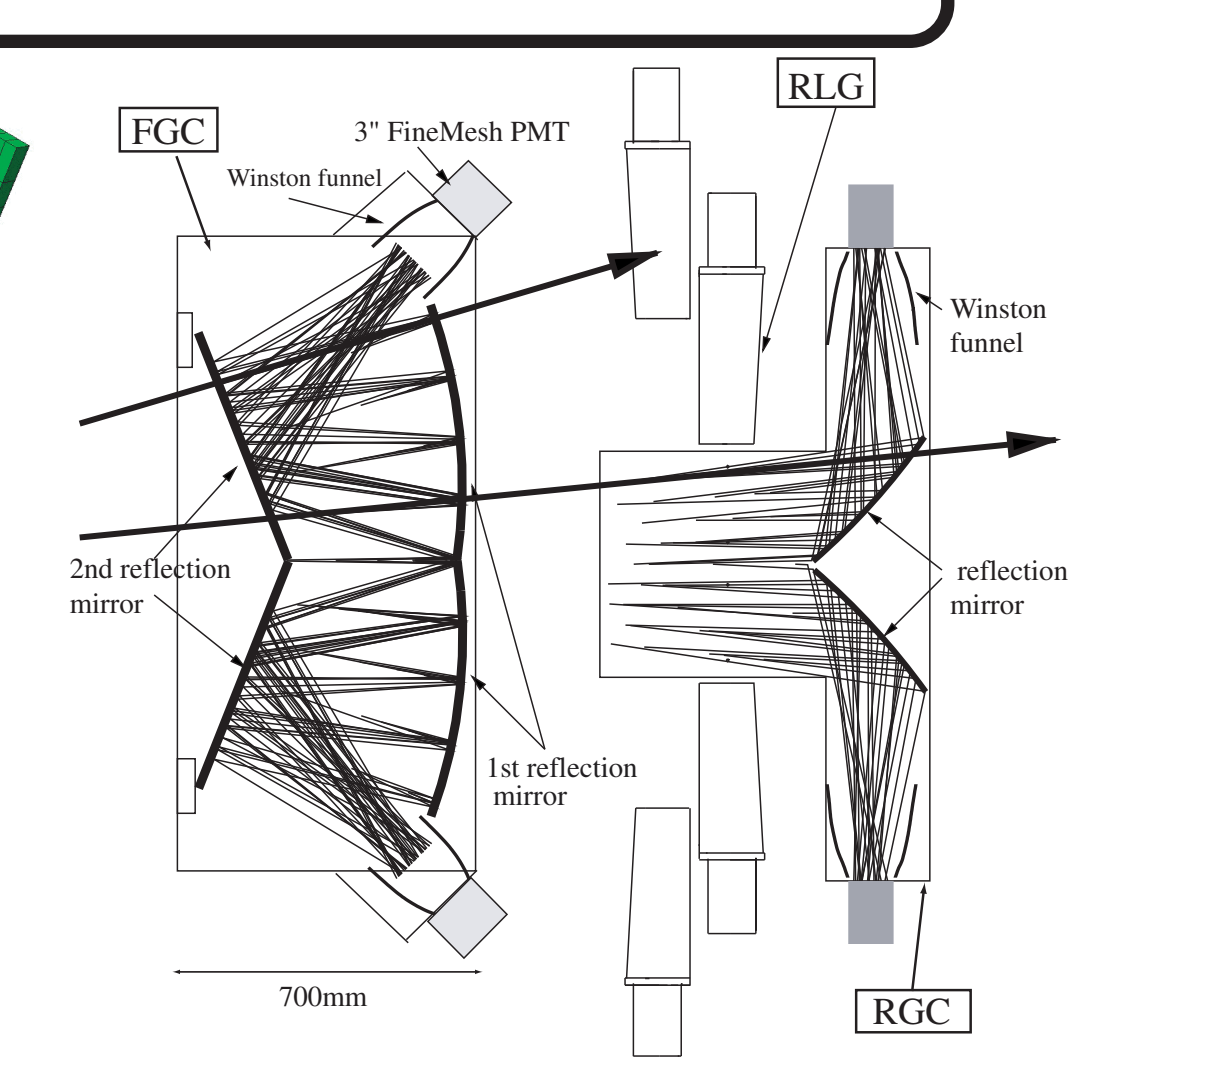 RLG
FGC
3" FineMesh PMT
Winston funnel
Winston
funnel
2nd reflection
mirror
reflection
mirror
1st reflection
mirror
700mm
RGC